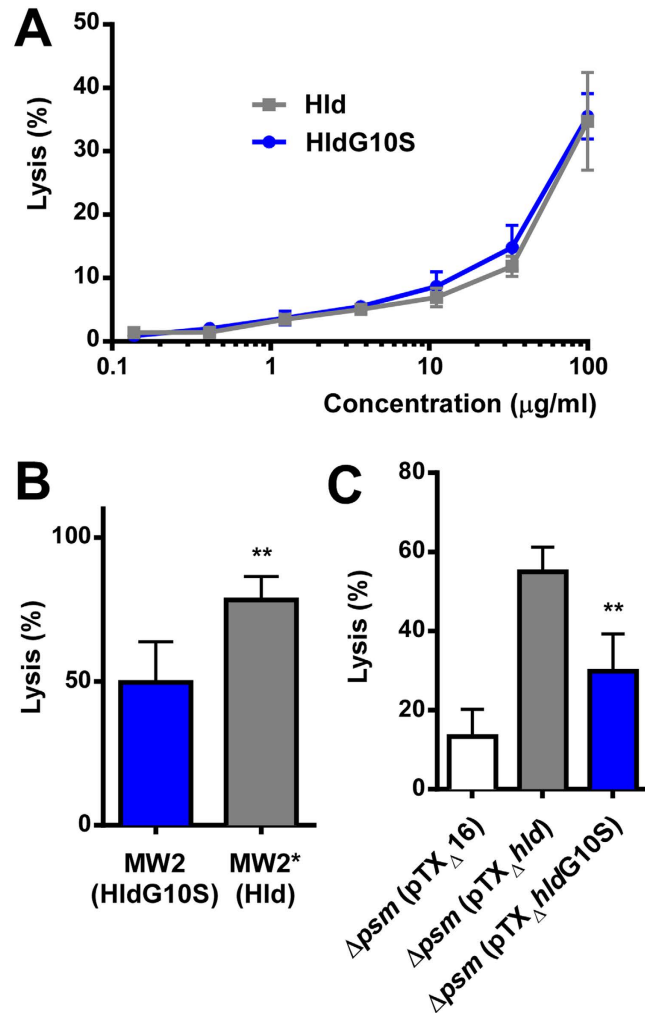 A
50
40
30
20
10
0
Lysis (%)
Hld
HldG10S
0.1
1
10
100
Concentration (μg/ml)
B
100
50
0
Lysis (%)
**
MW2
(HldG10S)
MW2*
(Hld)
C
80
60
40
20
0
Lysis (%)
**
Δpsm (pTXΔ16)
Δpsm (pTXΔhld)
Δpsm (pTXΔhldG10S)